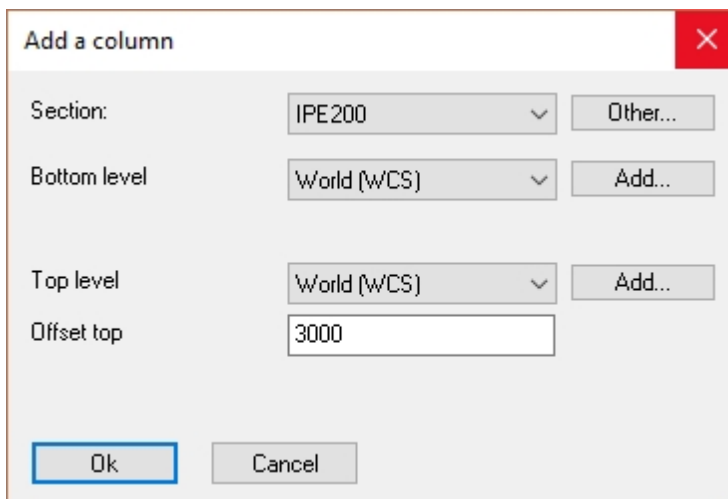 Add a column
Section: IPE200 Other...
Bottom level World (WCS) Add...
Top level World (WCS) Add...
Offset top 3000
Ok Cancel